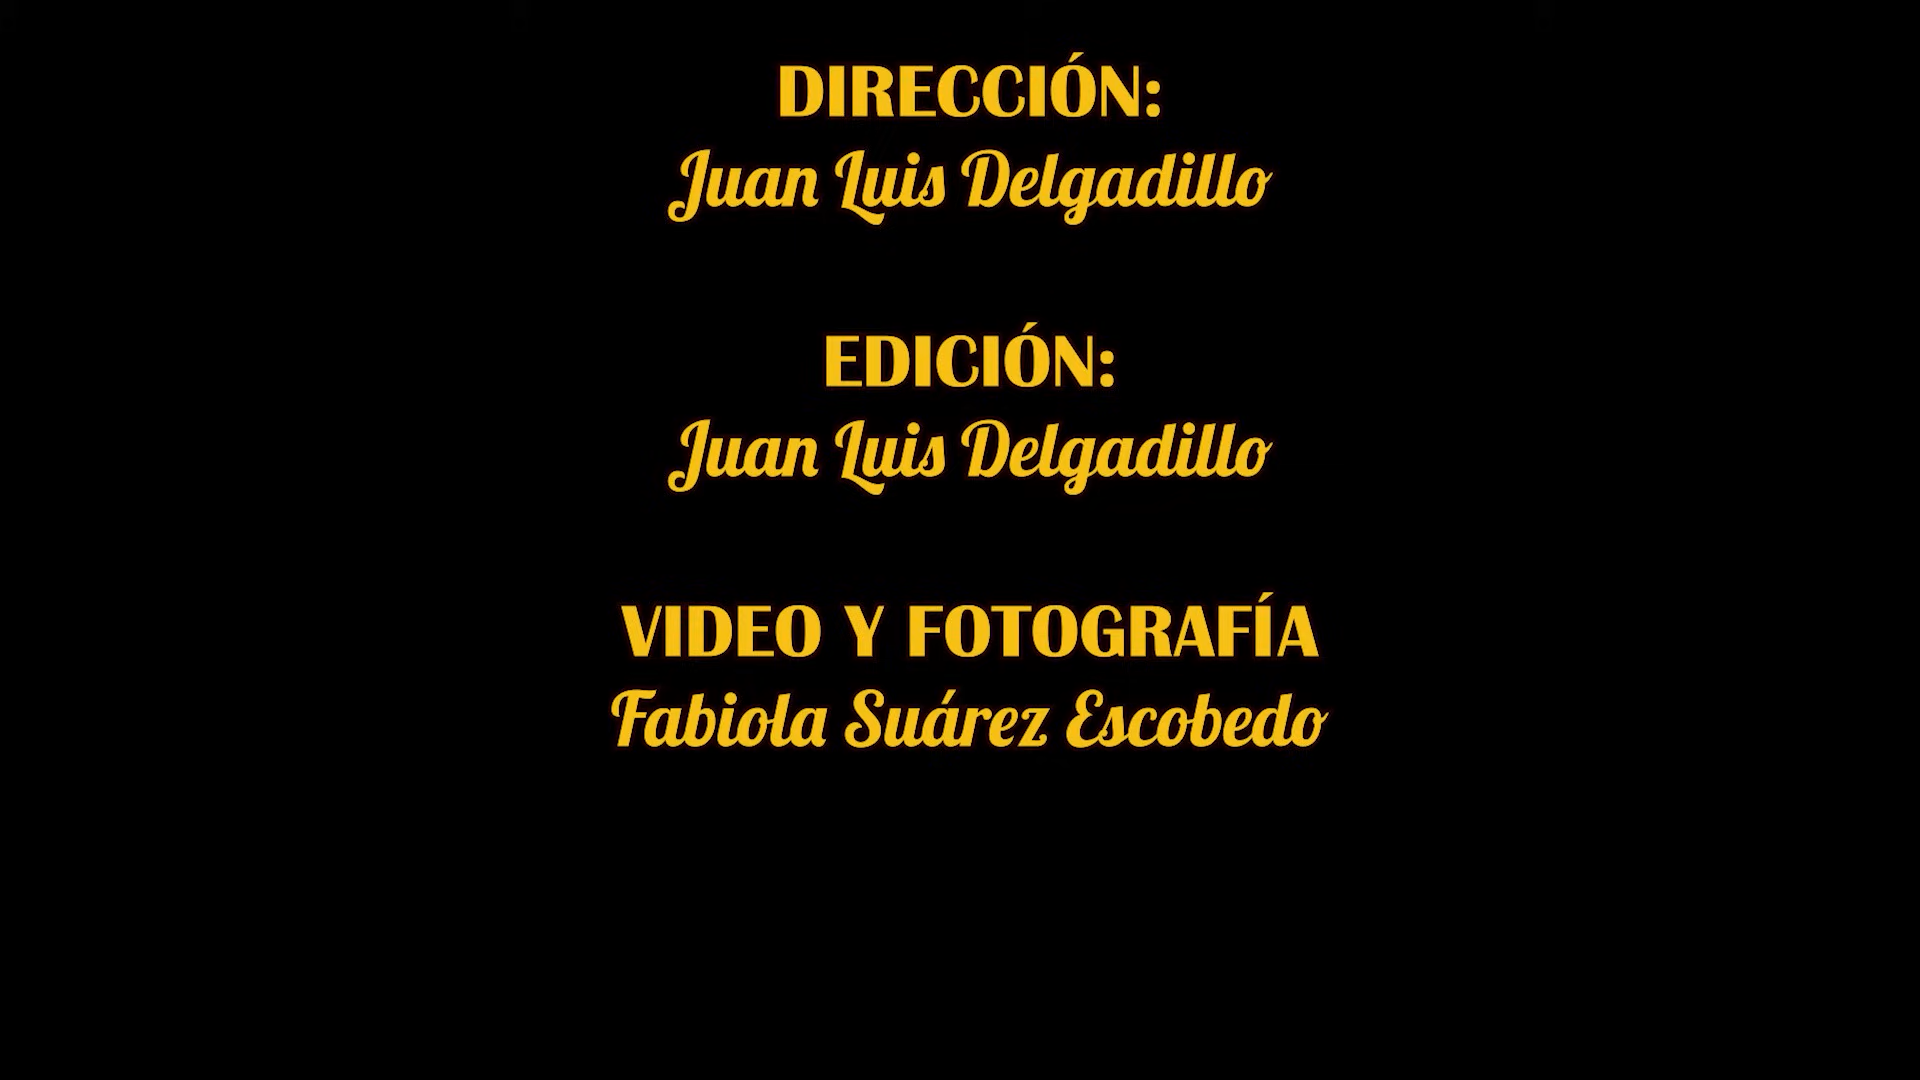 DIRECCIÓN:
Juan Luis Delgadillo
EDICIÓN:
Juan Luis Delgadillo
VIDEO Y FOTOGRAFÍA
Fabiola Suárez Escobedo